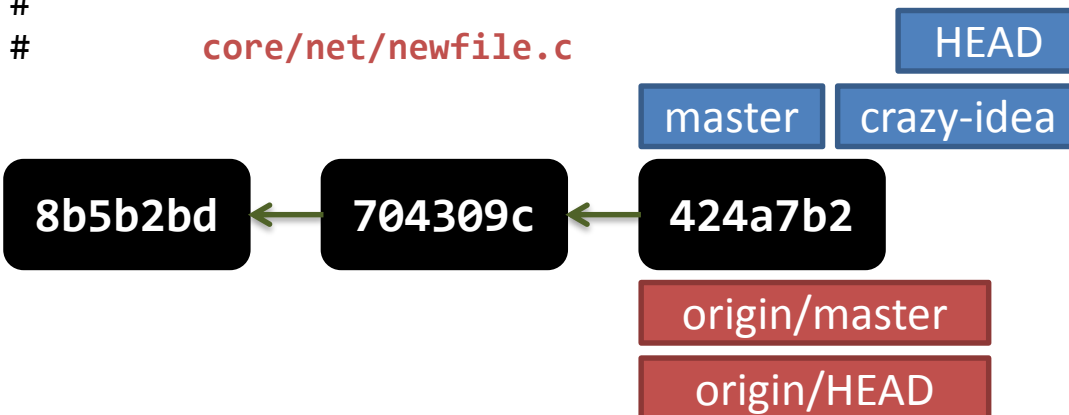 #
# core/net/newfile.c
HEAD
master crazy-idea
8b5b2bd 704309c 424a7b2
origin/master
origin/HEAD